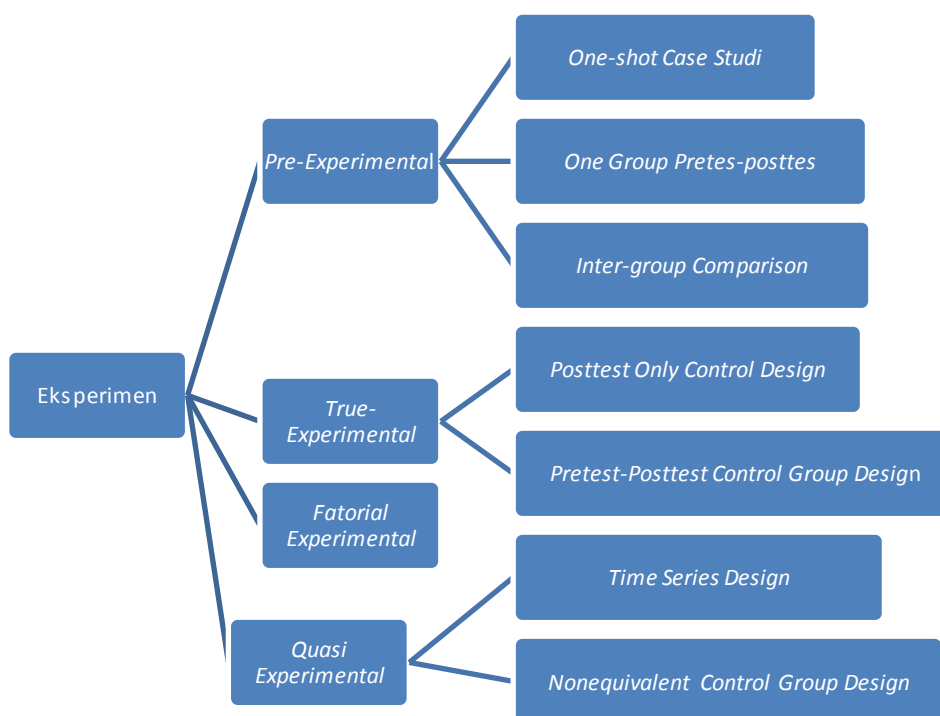 One-shot Case Studi
Pre-Experimental
One Group Pretes-posttes
Inter-group Comparison
Eksperimen
Posttest Only Control Design
True-
Experimental
Pretest-Posttest Control Group Design
Fatorial
Experimental
Time Series Design
Quasi
Experimental
Nonequivalent Control Group Design